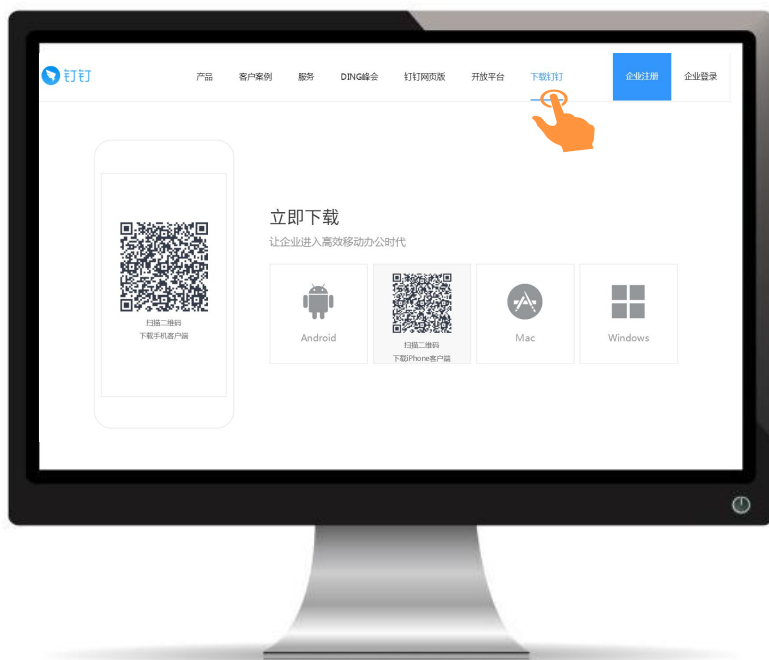 钉钉
产品 客户案例 服务 DING峰会 钉钉网页版 开放平台 下载钉钉 企业注册 企业登录
立即下载
让企业进入高效移动办公时代
扫描二维码
下载手机客户端
Android
扫描二维码
下载iPhone客户端
Mac
Windows